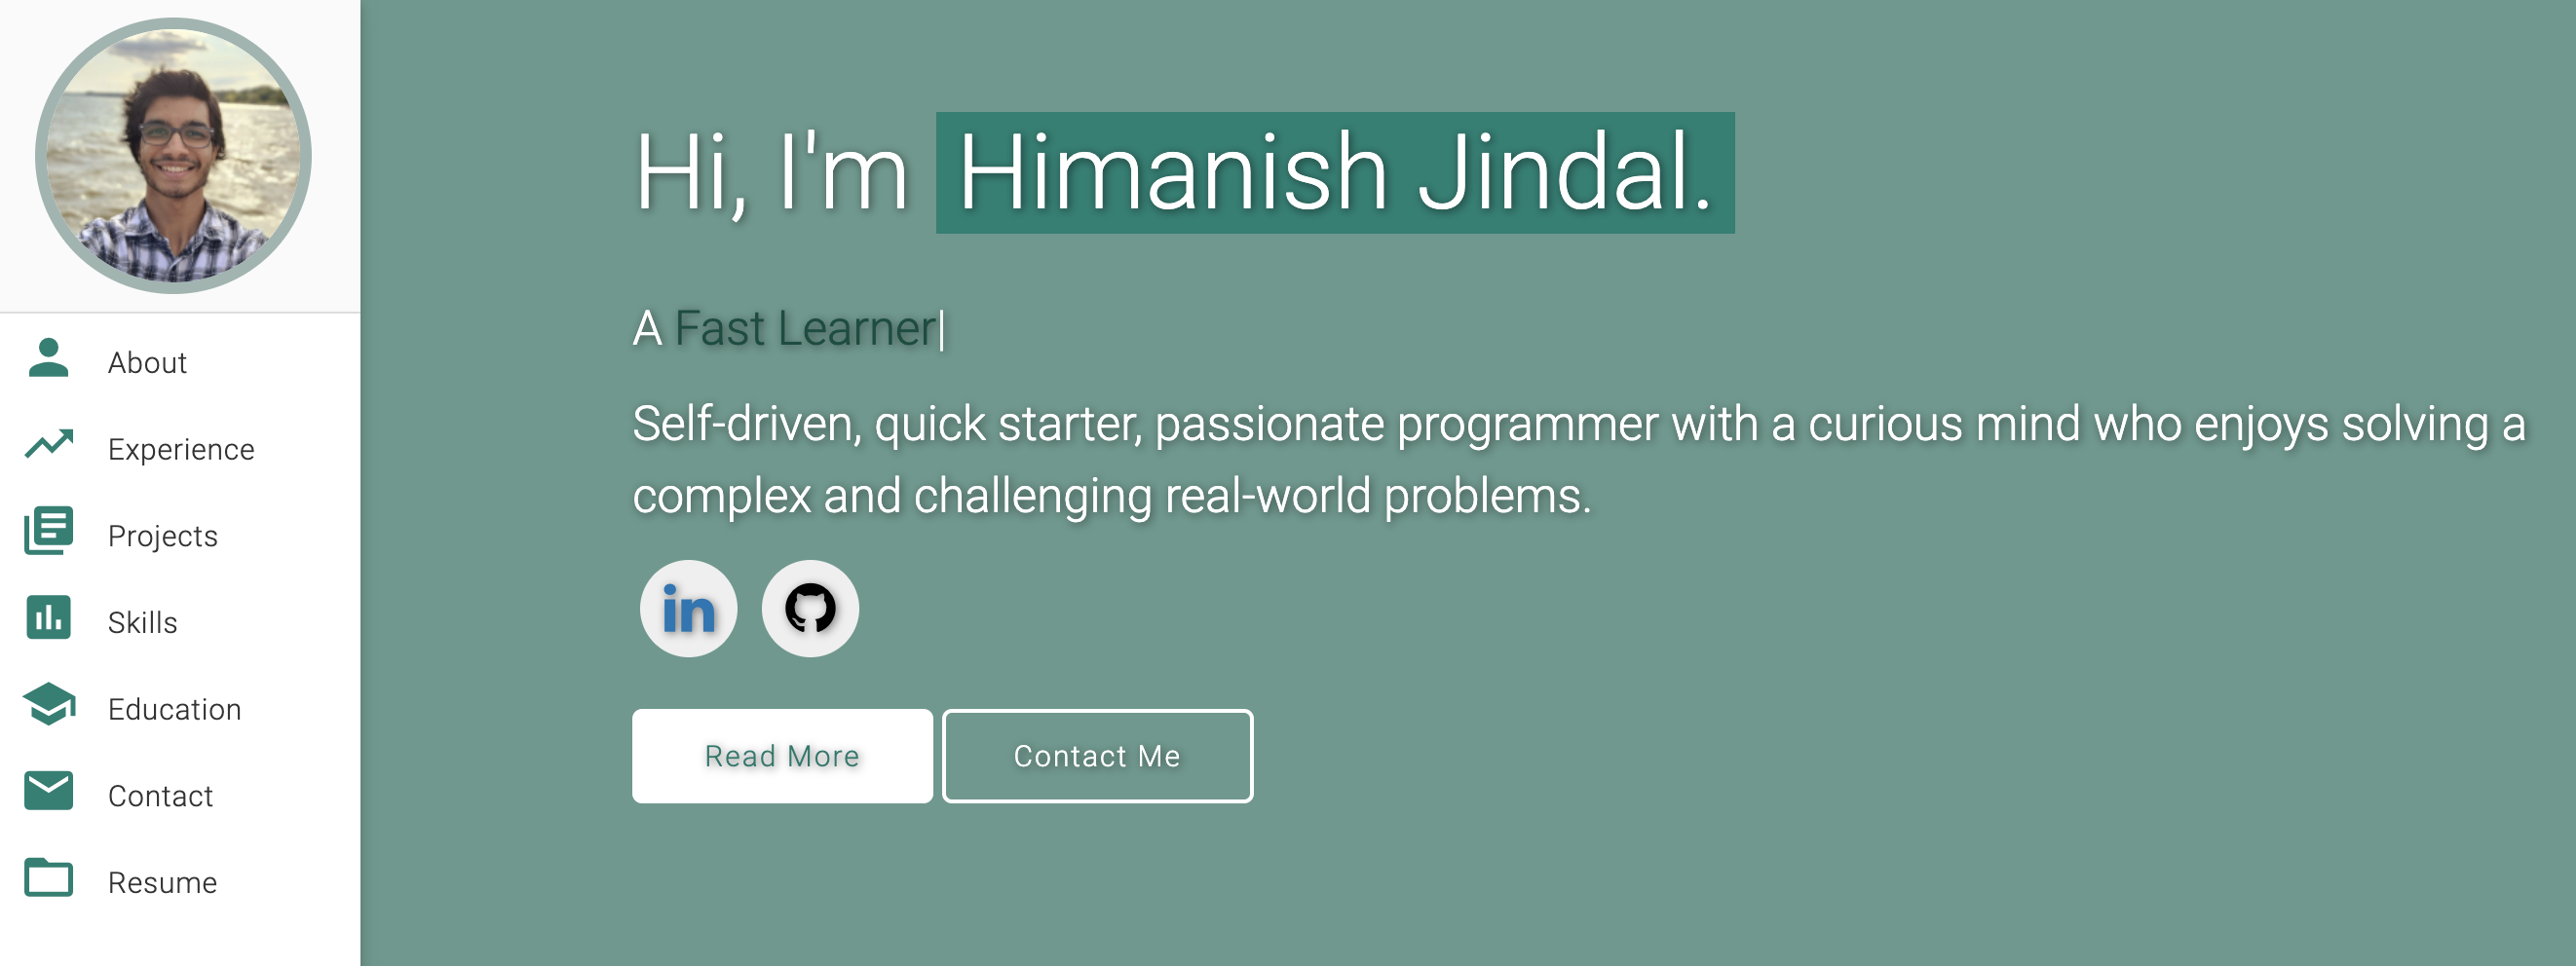 Hi, I'm Himanish Jindal.
A Fast Learner|
Self-driven, quick starter, passionate programmer with a curious mind who enjoys solving a
complex and challenging real-world problems.
in
Read More
Contact Me
About
Experience
Projects
Skills
Education
Contact
Resume